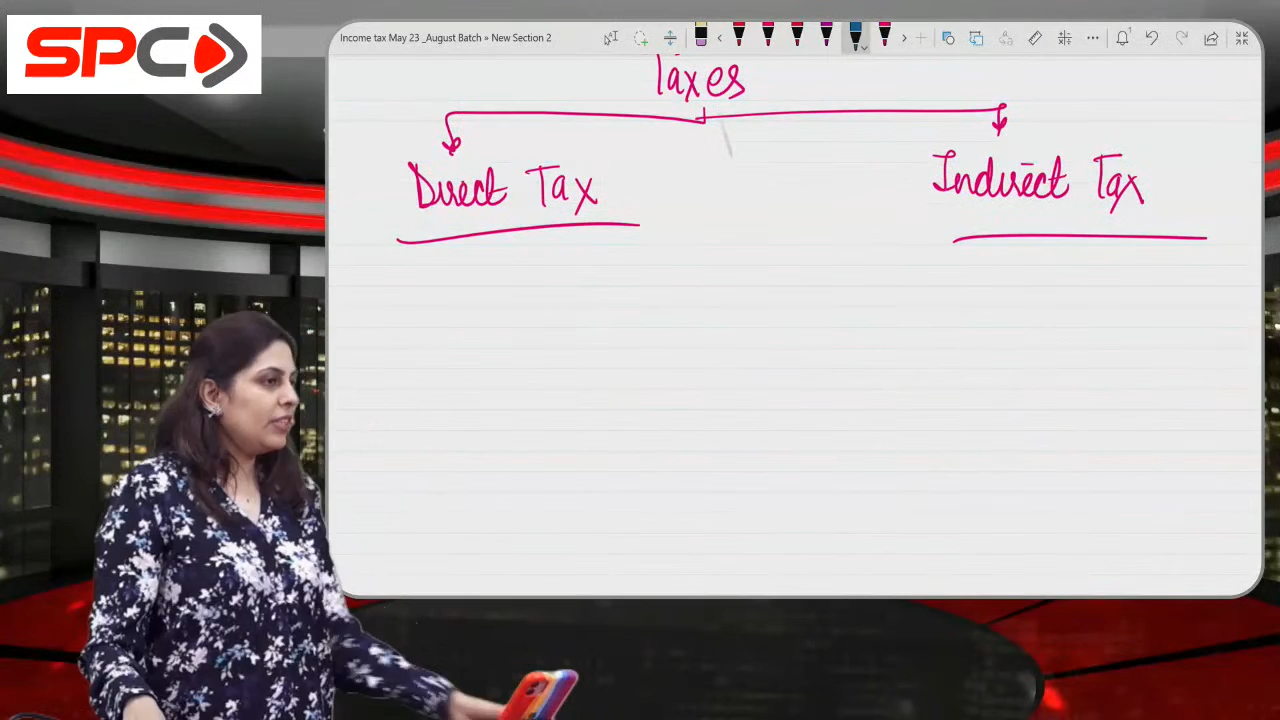 SPC
Income tax May 23 _August Batch » New Section 2
Taxes
Direct Tax
Indirect Tax